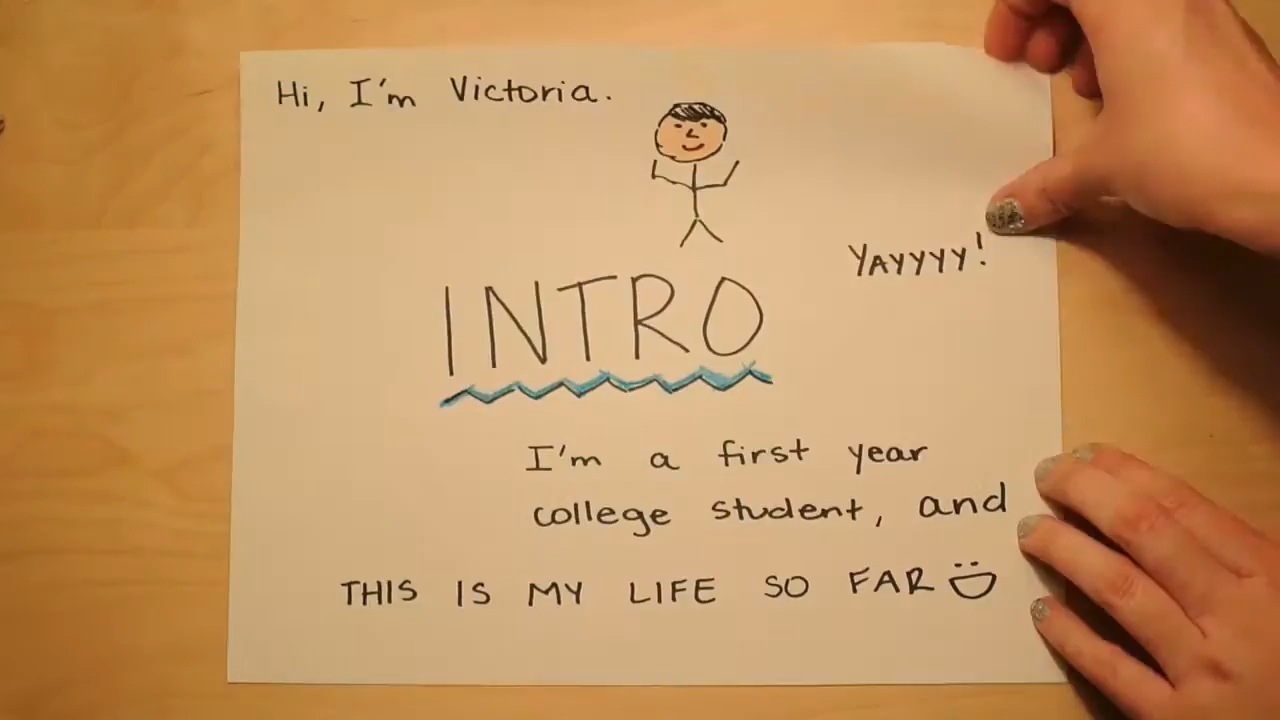 Hi, I'm Victoria.
YAYYYY!
INTRO
I'm a first year
college student, and
THIS IS MY LIFE SO FAR